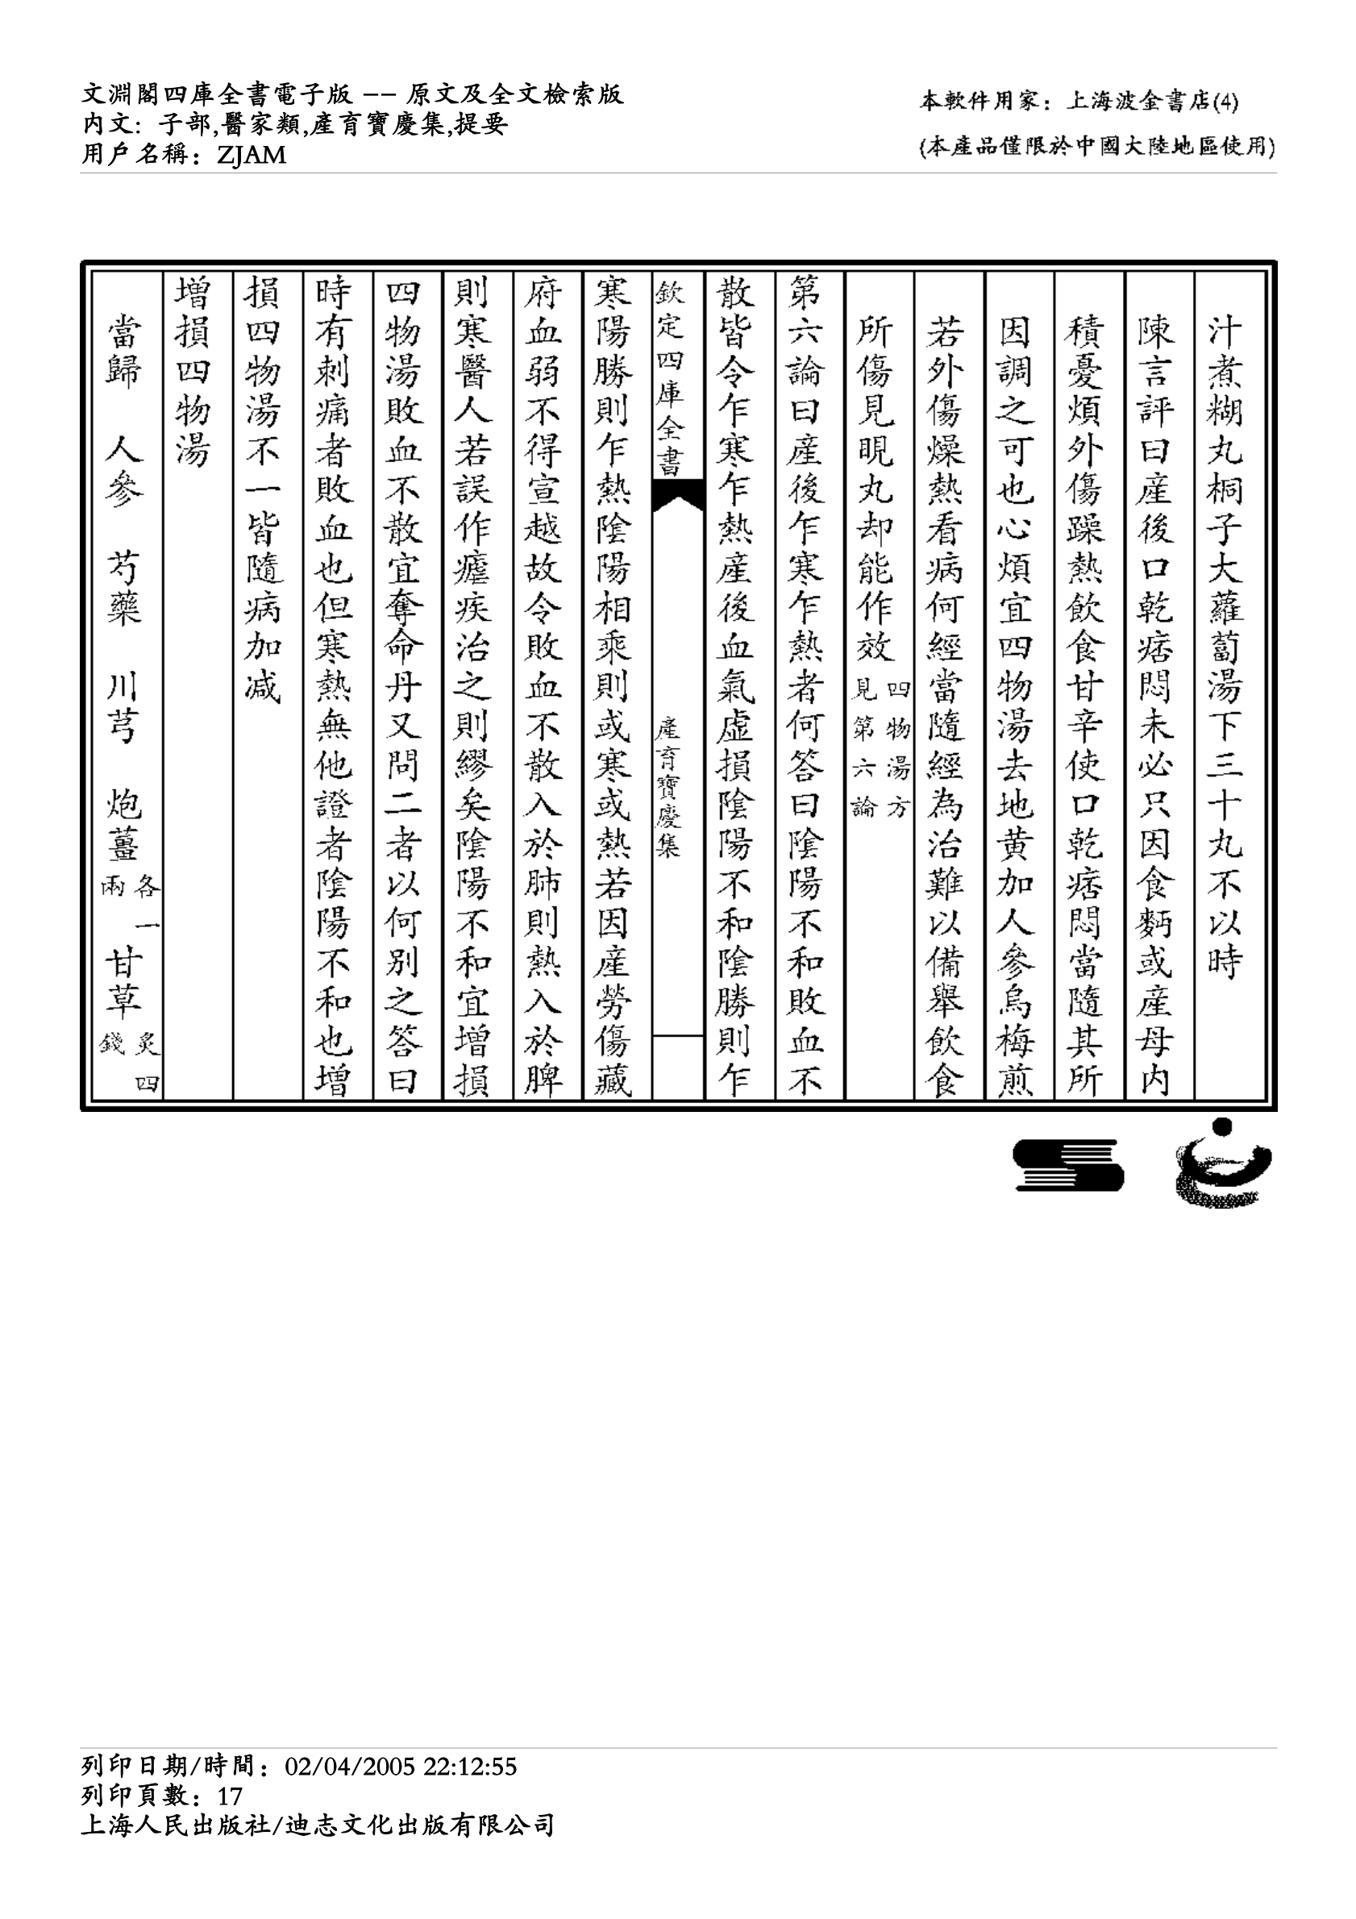 文淵閣四庫全書電子版 −− 原文及全文檢索版
内文: 子部,醫家類,產育寶慶集,提要
用戶名稱: ZJAM
本軟件用家: 上海波金書店(4)
(本產品僅限於中國大陸地區使用)
汁煮糊丸桐子大蘿蔔湯下三十丸不以時
陳言評曰産後口乾痞悶未必只因食麪或産母内
積憂煩外傷躁熱飲食甘辛使口乾痞悶當隨其所
因調之可也心煩宜四物湯去地黄加人參烏梅煎
若外傷燥熱看病何經當隨經為治難以備舉飲食
所傷見睍丸却能作效四物湯方見第六論
第六論曰産後乍寒乍熱者何答曰陰陽不和敗血不
散皆令乍寒乍熱産後血氣虚損陰陽不和陰勝則乍
欽定四庫全書
產育寶慶集
寒陽勝則乍熱陰陽相乘則或寒或熱若因産勞傷藏
府血弱不得宣越故令敗血不散入於肺則熱入於脾
則寒醫人若誤作瘧疾治之則繆矣陰陽不和宜增損
四物湯敗血不散宜奪命丹又問二者以何别之答曰
時有刺痛者敗血也但寒熱無他證者陰陽不和也增
損四物湯不一皆隨病加减
增損四物湯
當歸 人參 芍藥 川芎 炮薑各一兩 甘草炙四錢
列印日期/時間: 02/04/2005 22:12:55
列印頁數: 17
上海人民出版社/迪志文化出版有限公司